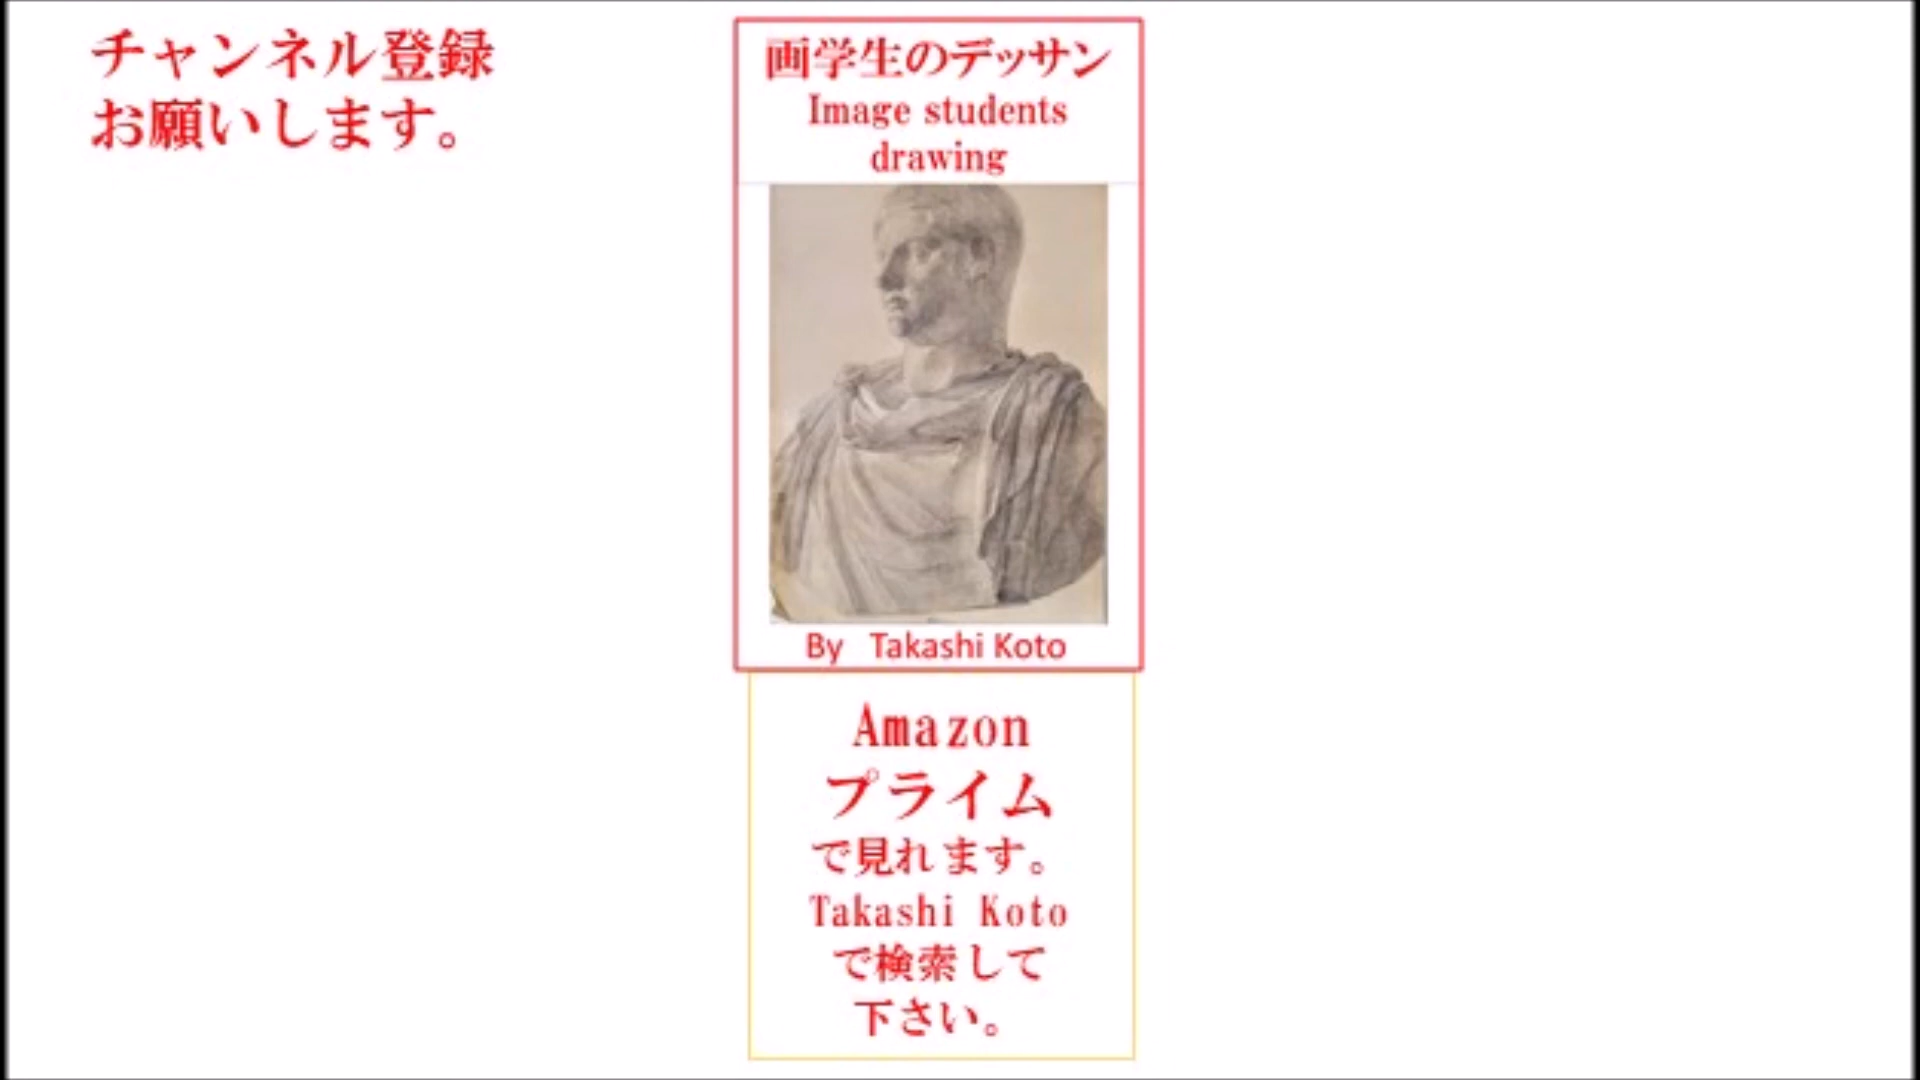 チャンネル登録
お願いします。
画学生のデッサン
Image students
drawing
By Takashi Koto
Amazon
プライム
で見れます。
Takashi Koto
で検索して
下さい。